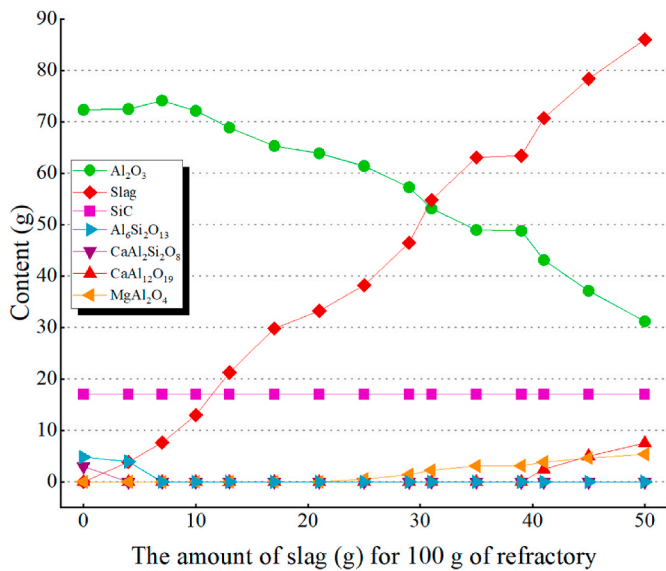 Content (g)
90
80
70
60
50
40
30
20
10
0
Al₂O₃
Slag
SiC
Al₆Si₂O₁₃
CaAl₂Si₂O₈
CaAl₁₂O₁₉
MgAl₂O₄
0 10 20 30 40 50
The amount of slag (g) for 100 g of refractory